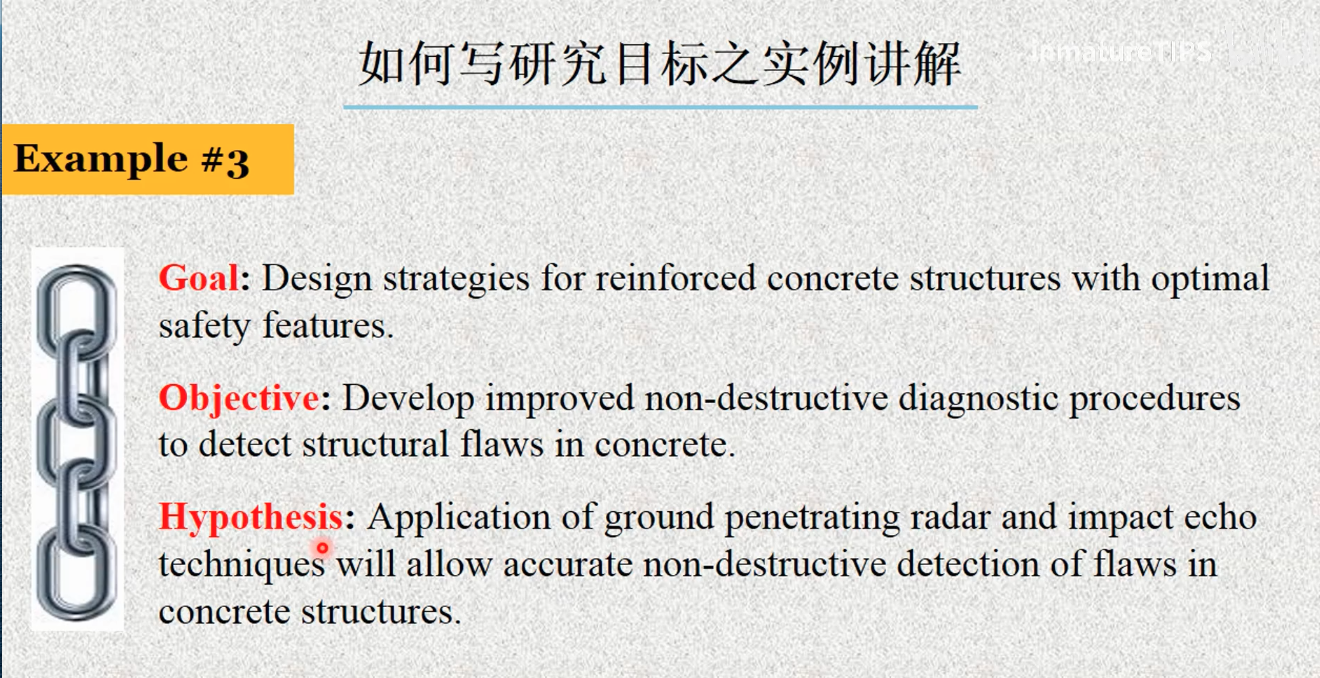 如何写研究目标之实例讲解
Example #3
Goal: Design strategies for reinforced concrete structures with optimal
safety features.
Objective: Develop improved non-destructive diagnostic procedures
to detect structural flaws in concrete.
Hypothesis: Application of ground penetrating radar and impact echo
techniques will allow accurate non-destructive detection of flaws in
concrete structures.